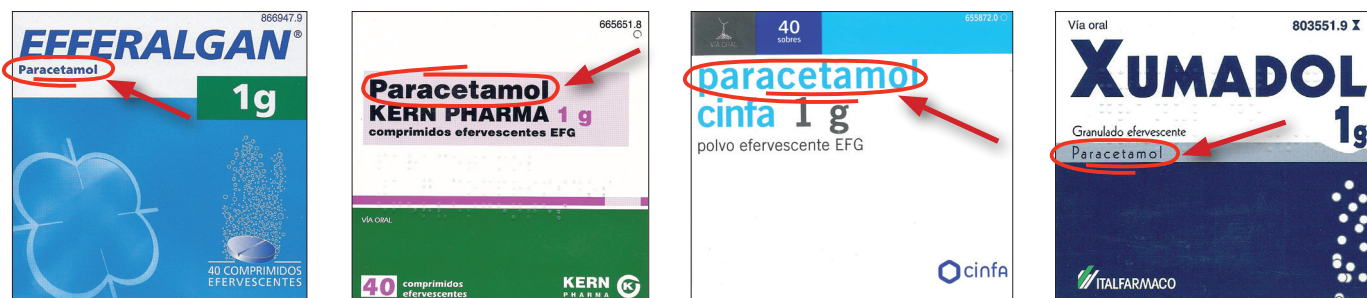 866947.9
EFFERALGAN®
Paracetamol
1g
40 COMPRIMIDOS
EFERVESCENTES
665651.8
Paracetamol
KERN PHARMA 1 g
comprimidos efervescentes EFG
VÍA ORAL
40 comprimidos
efervescentes
KERN
PHARMA
K
VÍA ORAL
40
sobres
655872.0
paracetamol
cinfa 1 g
polvo efervescente EFG
cinfa
Vía oral
803551.9
XUMADOL
Granulado efervescente
1g
Paracetamol
ITALFARMACO